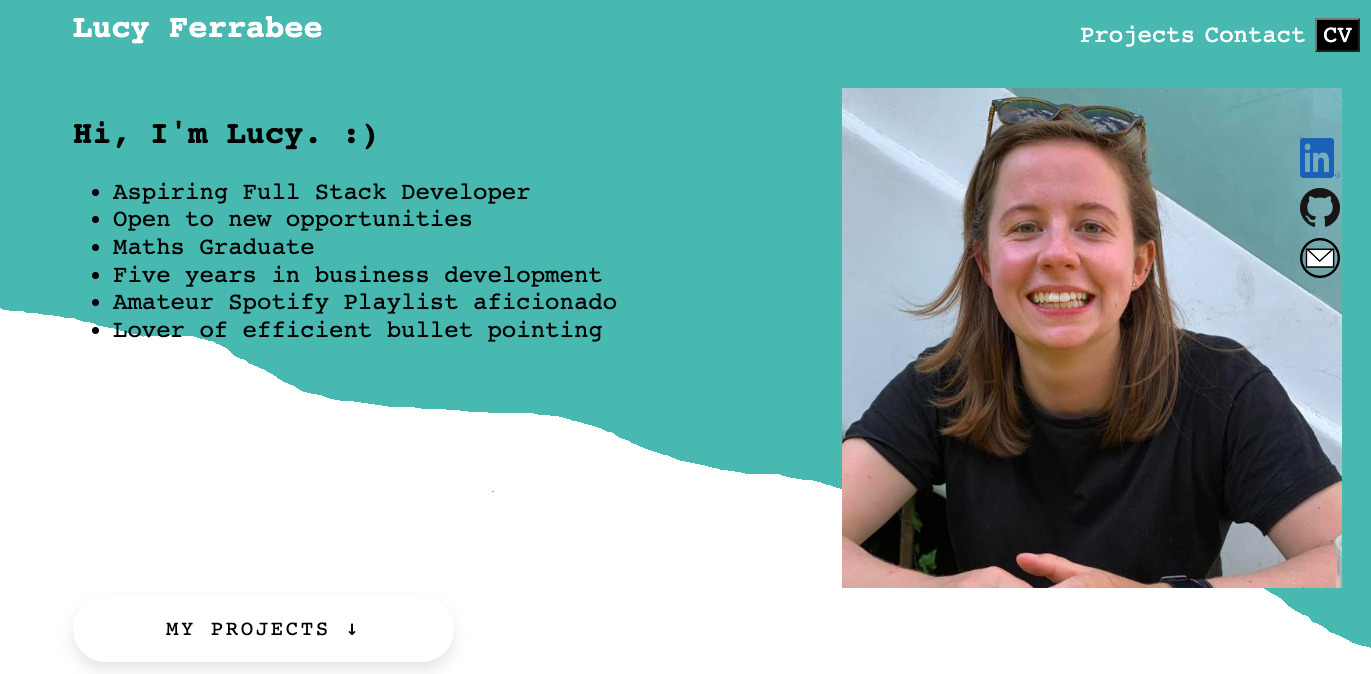 Lucy Ferrabee
Projects Contact CV
Hi, I'm Lucy. :)
• Aspiring Full Stack Developer
• Open to new opportunities
• Maths Graduate
• Five years in business development
• Amateur Spotify Playlist aficionado
• Lover of efficient bullet pointing
in
MY PROJECTS ↓